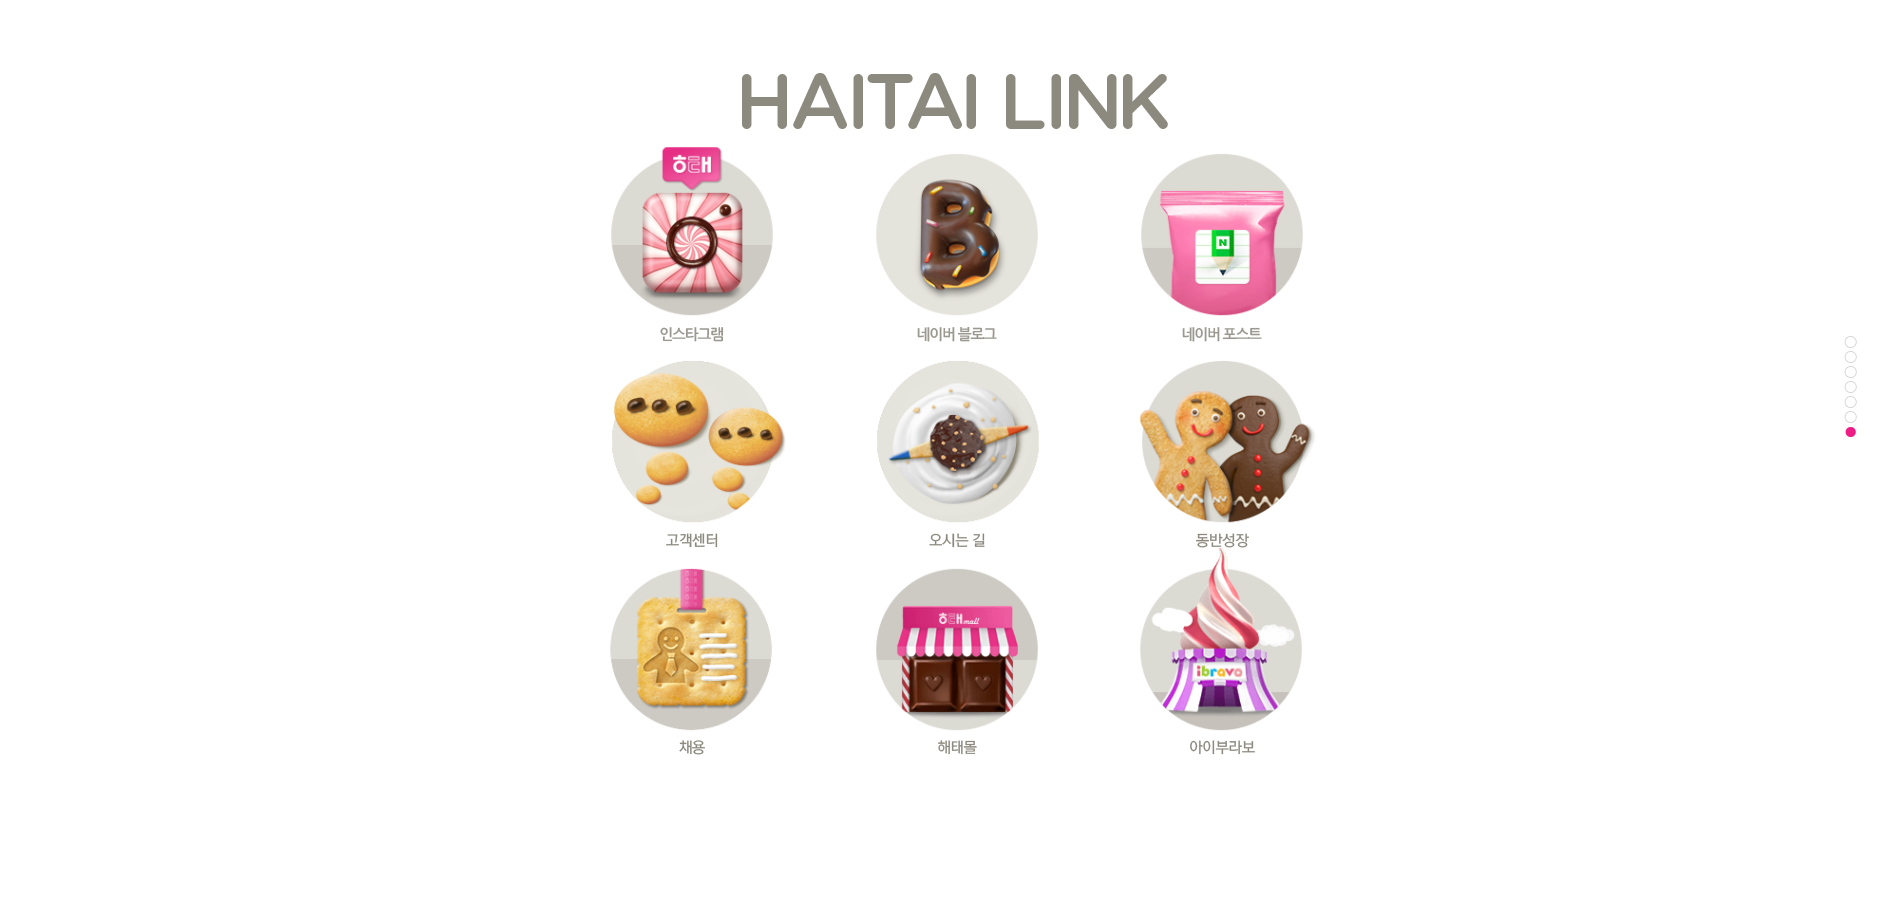 HAITAI LINK
해태
N
인스타그램
네이버 블로그
네이버 포스트
고객센터
오시는 길
동반성장
해태mall
ibravo
채용
해태몰
아이부라보